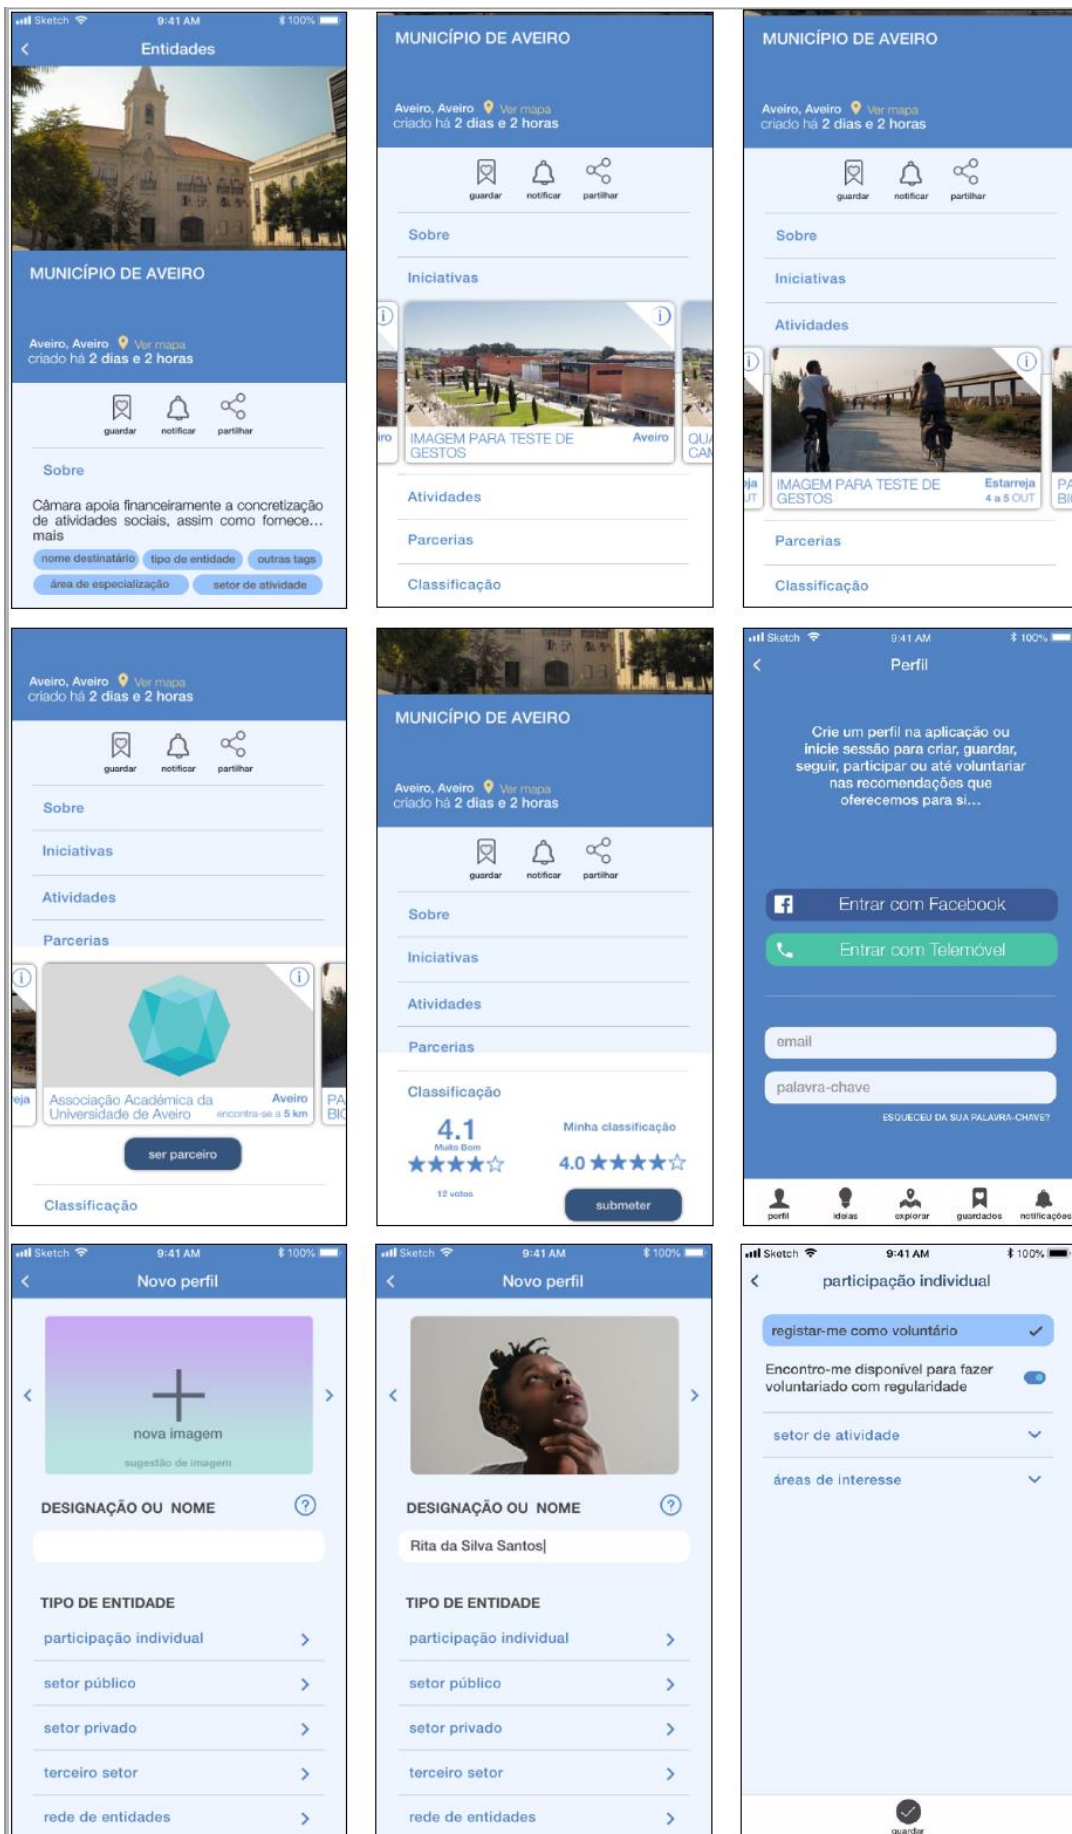 Sketch 9:41 AM 100%
Entidades
MUNICÍPIO DE AVEIRO
Aveiro, Aveiro Ver mapa
criado há 2 dias e 2 horas
guardar notificar partilhar
Sobre
Câmara apoia financeiramente a concretização
de atividades sociais, assim como fornece...
mais
nome destinatário tipo de entidade outras tags
área de especialização setor de atividade
MUNICÍPIO DE AVEIRO
Aveiro, Aveiro Ver mapa
criado há 2 dias e 2 horas
guardar notificar partilhar
Sobre
Iniciativas
iro IMAGEM PARA TESTE DE Aveiro QUA
GESTOS CAM
Atividades
Parcerias
Classificação
MUNICÍPIO DE AVEIRO
Aveiro, Aveiro Ver mapa
criado há 2 dias e 2 horas
guardar notificar partilhar
Sobre
Iniciativas
Atividades
eja IMAGEM PARA TESTE DE Estarreja PA
UT GESTOS 4 a 5 OUT BI
Parcerias
Classificação
Aveiro, Aveiro Ver mapa
criado há 2 dias e 2 horas
guardar notificar partilhar
Sobre
Iniciativas
Atividades
Parcerias
eja Associação Académica da Aveiro PA
Universidade de Aveiro encontra-se a 5 km BIC
ser parceiro
Classificação
MUNICÍPIO DE AVEIRO
Aveiro, Aveiro Ver mapa
criado há 2 dias e 2 horas
guardar notificar partilhar
Sobre
Iniciativas
Atividades
Parcerias
Classificação
4.1 Minha classificação
Muito Bom
4.0
12 votos
submeter
Sketch 9:41 AM 100%
Perfil
Crie um perfil na aplicação ou
inicie sessão para criar, guardar,
seguir, participar ou até voluntariar
nas recomendações que
oferecemos para si...
Entrar com Facebook
Entrar com Telemóvel
email
palavra-chave
ESQUECEU DA SUA PALAVRA-CHAVE?
perfil ideias explorar guardados notificações
Sketch 9:41 AM 100%
Novo perfil
nova imagem
sugestão de imagem
DESIGNAÇÃO OU NOME ?
TIPO DE ENTIDADE
participação individual
setor público
setor privado
terceiro setor
rede de entidades
Sketch 9:41 AM 100%
Novo perfil
DESIGNAÇÃO OU NOME ?
Rita da Silva Santos
TIPO DE ENTIDADE
participação individual
setor público
setor privado
terceiro setor
rede de entidades
Sketch 9:41 AM 100%
participação individual
registar-me como voluntário
Encontro-me disponível para fazer
voluntariado com regularidade
setor de atividade
áreas de interesse
guardar